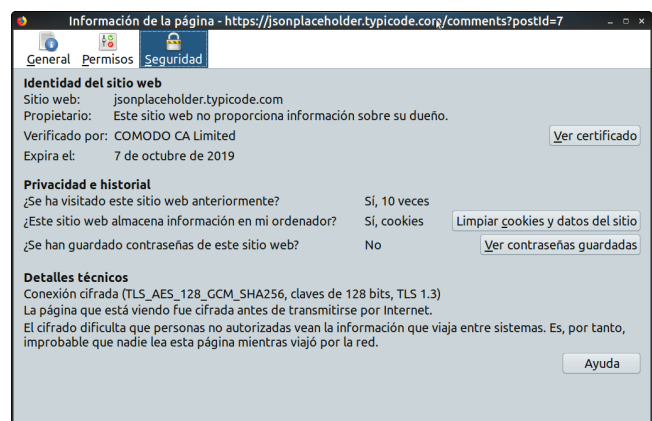 Información de la página - https://jsonplaceholder.typicode.com/comments?postId=7
General Permisos Seguridad
Identidad del sitio web
Sitio web: jsonplaceholder.typicode.com
Propietario: Este sitio web no proporciona información sobre su dueño.
Verificado por: COMODO CA Limited Ver certificado
Expira el: 7 de octubre de 2019
Privacidad e historial
¿Se ha visitado este sitio web anteriormente? Sí, 10 veces
¿Este sitio web almacena información en mi ordenador? Sí, cookies Limpiar cookies y datos del sitio
¿Se han guardado contraseñas de este sitio web? No Ver contraseñas guardadas
Detalles técnicos
Conexión cifrada (TLS_AES_128_GCM_SHA256, claves de 128 bits, TLS 1.3)
La página que está viendo fue cifrada antes de transmitirse por Internet.
El cifrado dificulta que personas no autorizadas vean la información que viaja entre sistemas. Es, por tanto,
improbable que nadie lea esta página mientras viajó por la red.
Ayuda